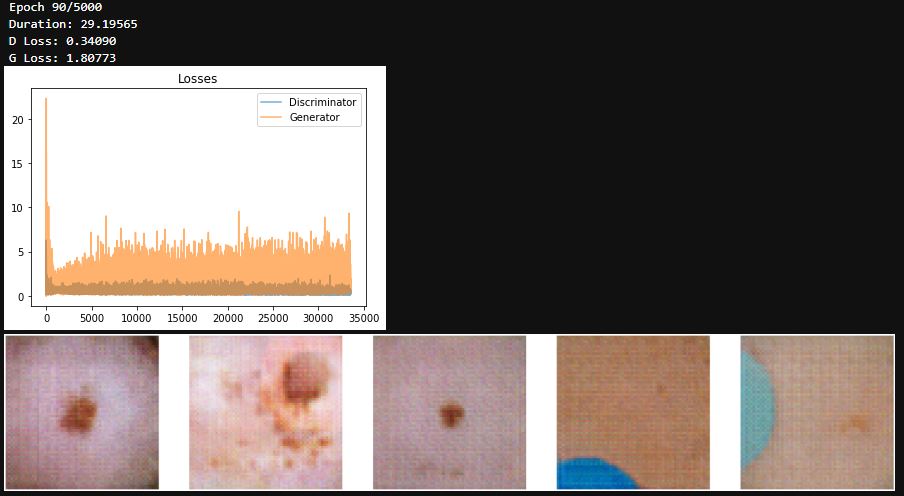 Epoch 90/5000
Duration: 29.19565
D Loss: 0.34090
G Loss: 1.80773
Losses
Discriminator
Generator
20
15
10
5
0
0 5000 10000 15000 20000 25000 30000 35000